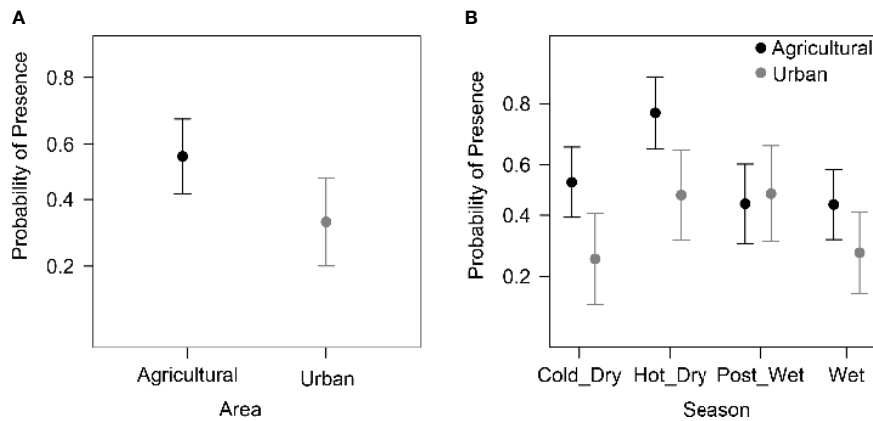 A
Probability of Presence
0.8
0.6
0.4
0.2
Agricultural
Urban
Area
B
Probability of Presence
0.8
0.6
0.4
0.2
Agricultural
Urban
Cold_Dry
Hot_Dry
Post_Wet
Wet
Season